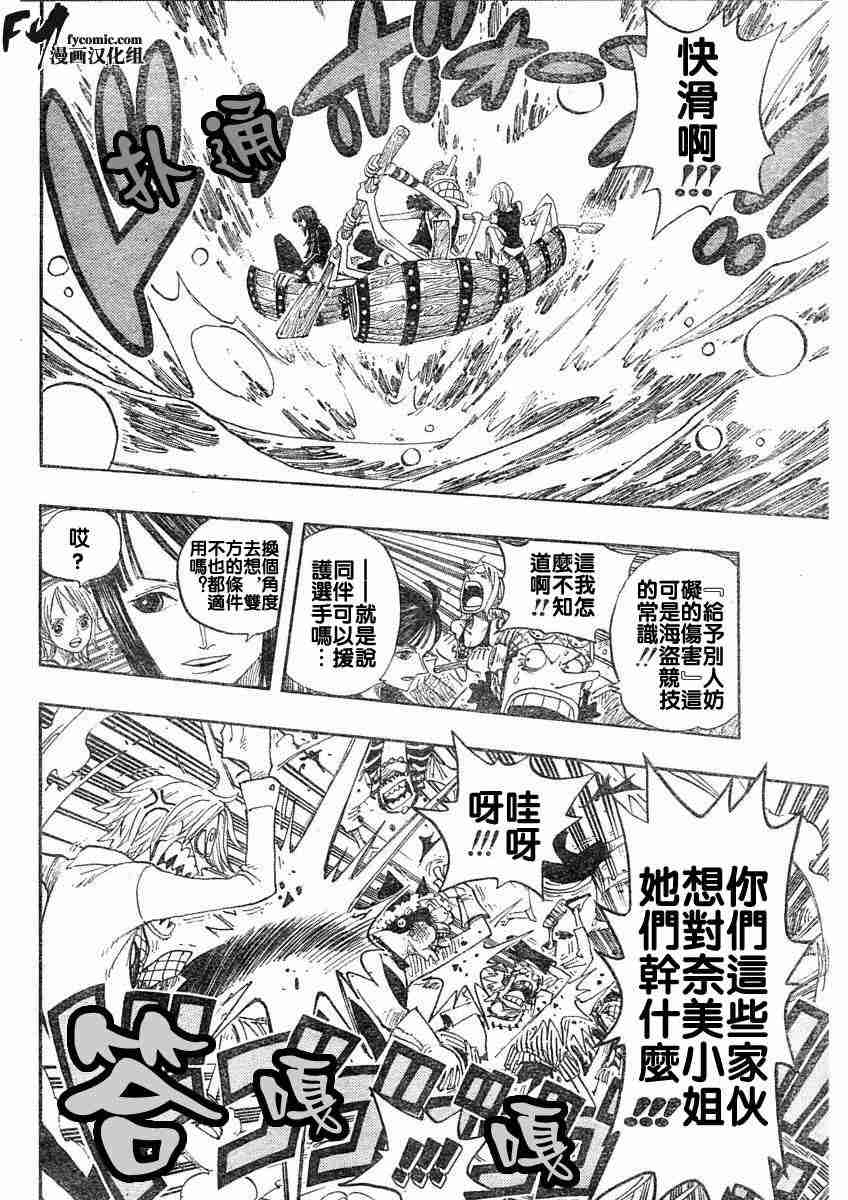 FY
fycomic.com
漫画汉化组
快滑啊!!!
扑通
『給予別人妨
礙的傷害』這
可是海盜競技
的常識!!
這我怎
麼不知
道啊!!
——就是說
同伴可以援
護選手嗎…
換個角度
去想，雙
方的條件
不也都適
用嗎?
哎?
你們這些家伙
想對奈美小姐
她們幹什麼!!!
哇呀
呀!!!
答
嘎
嘎